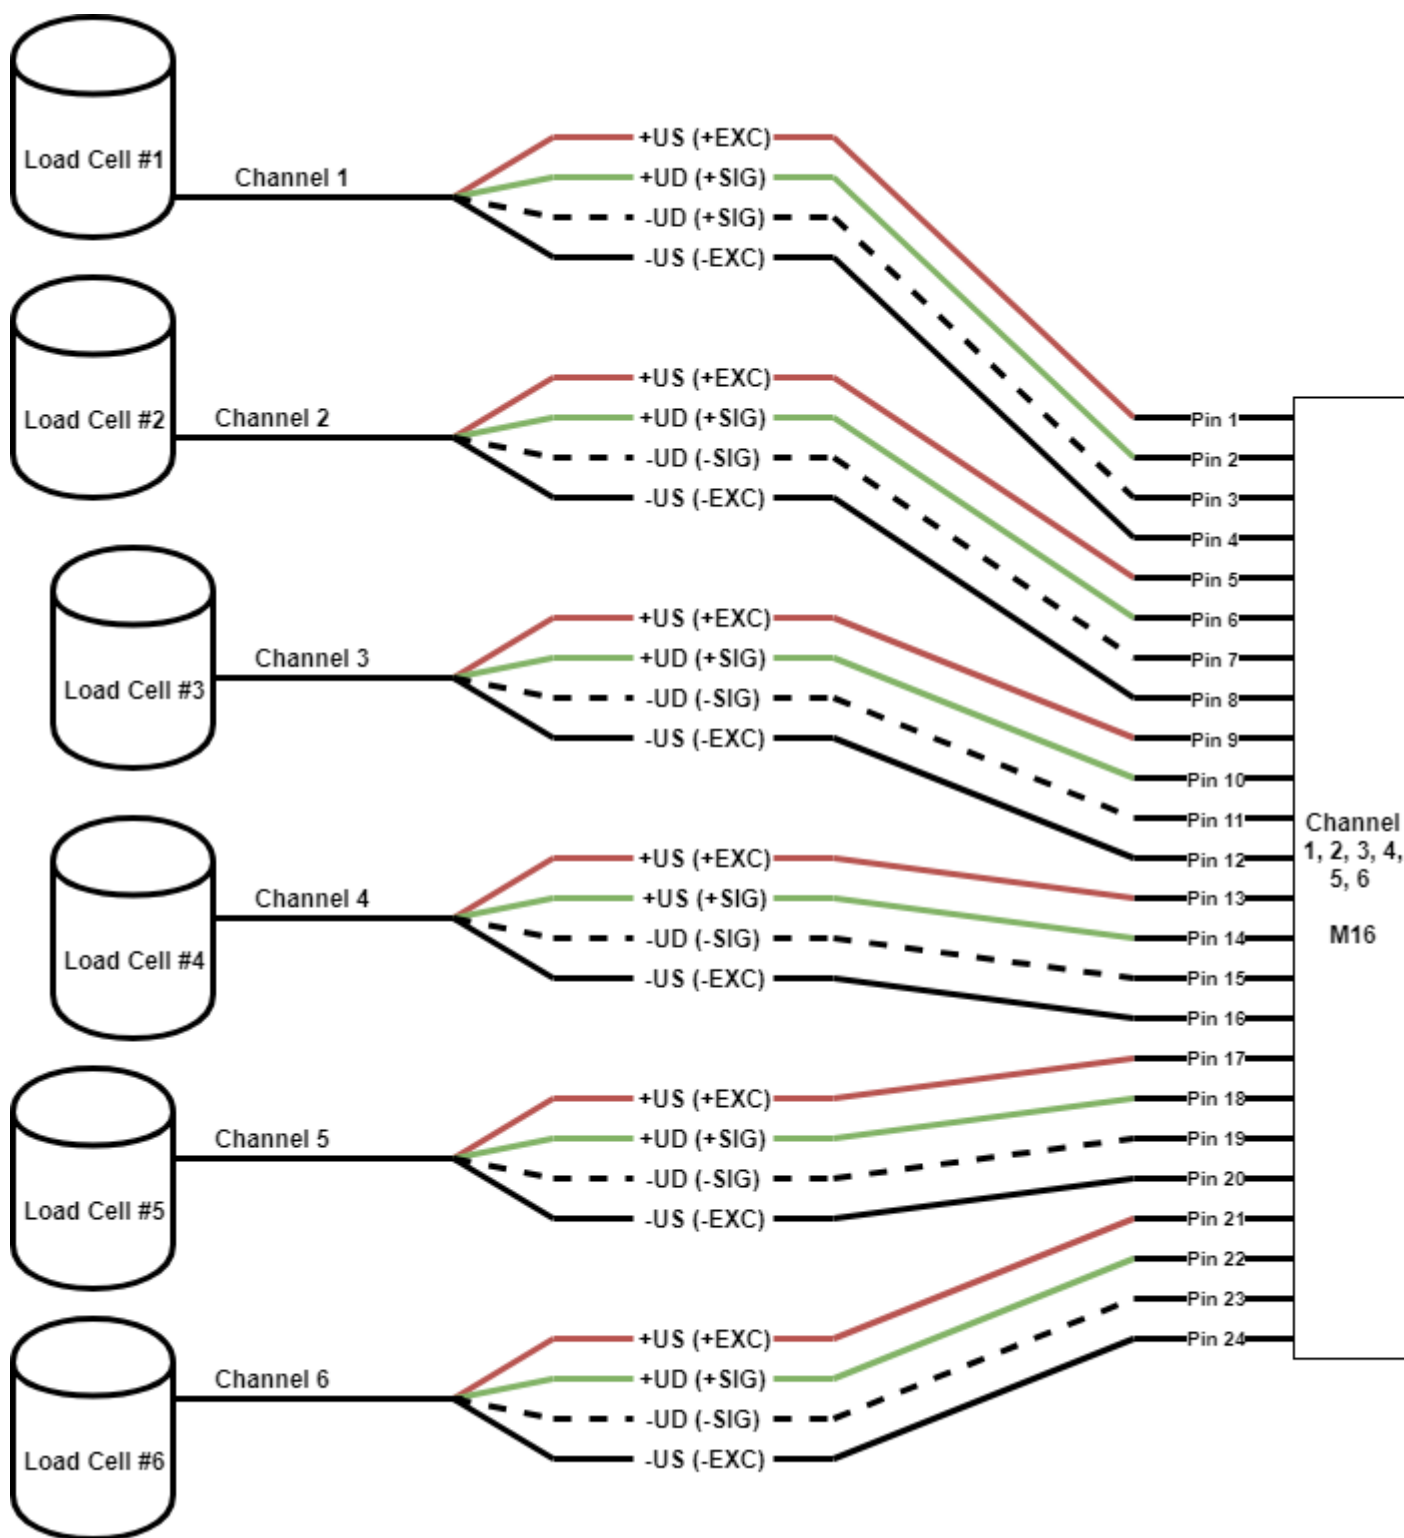 Load Cell #1
Channel 1
+US (+EXC)
+UD (+SIG)
-UD (+SIG)
-US (-EXC)
Load Cell #2
Channel 2
+US (+EXC)
+UD (+SIG)
-UD (-SIG)
-US (-EXC)
Load Cell #3
Channel 3
+US (+EXC)
+UD (+SIG)
-UD (-SIG)
-US (-EXC)
Load Cell #4
Channel 4
+US (+EXC)
+US (+SIG)
-UD (-SIG)
-US (-EXC)
Load Cell #5
Channel 5
+US (+EXC)
+UD (+SIG)
-UD (-SIG)
-US (-EXC)
Load Cell #6
Channel 6
+US (+EXC)
+UD (+SIG)
-UD (-SIG)
-US (-EXC)
Pin 1
Pin 2
Pin 3
Pin 4
Pin 5
Pin 6
Pin 7
Pin 8
Pin 9
Pin 10
Pin 11
Pin 12
Pin 13
Pin 14
Pin 15
Pin 16
Pin 17
Pin 18
Pin 19
Pin 20
Pin 21
Pin 22
Pin 23
Pin 24
Channel
1, 2, 3, 4,
5, 6
M16